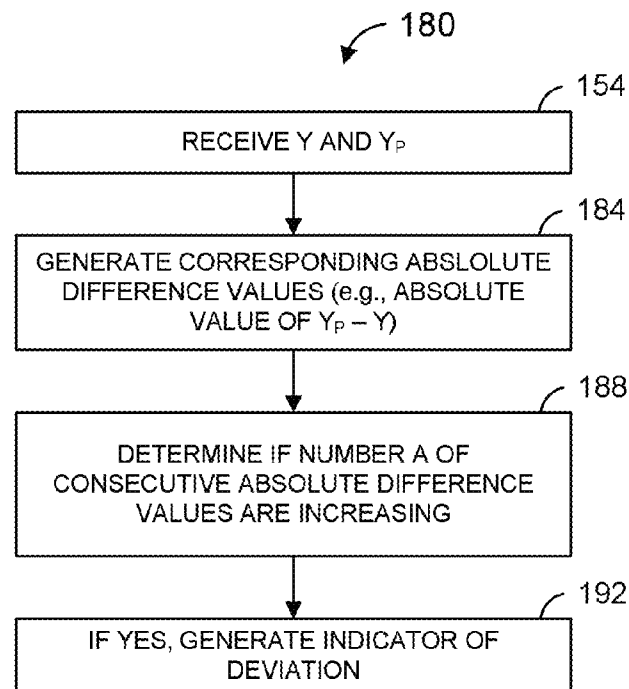 180
154
RECEIVE Y AND YP
184
GENERATE CORRESPONDING ABSLOLUTE
DIFFERENCE VALUES (e.g., ABSOLUTE
VALUE OF YP – Y)
188
DETERMINE IF NUMBER A OF
CONSECUTIVE ABSOLUTE DIFFERENCE
VALUES ARE INCREASING
192
IF YES, GENERATE INDICATOR OF
DEVIATION